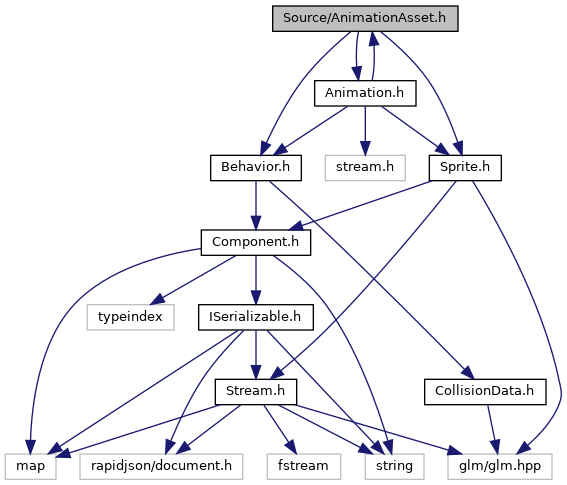 Source/AnimationAsset.h
Animation.h
Behavior.h
stream.h
Sprite.h
Component.h
typeindex
ISerializable.h
Stream.h
CollisionData.h
map
rapidjson/document.h
fstream
string
glm/glm.hpp